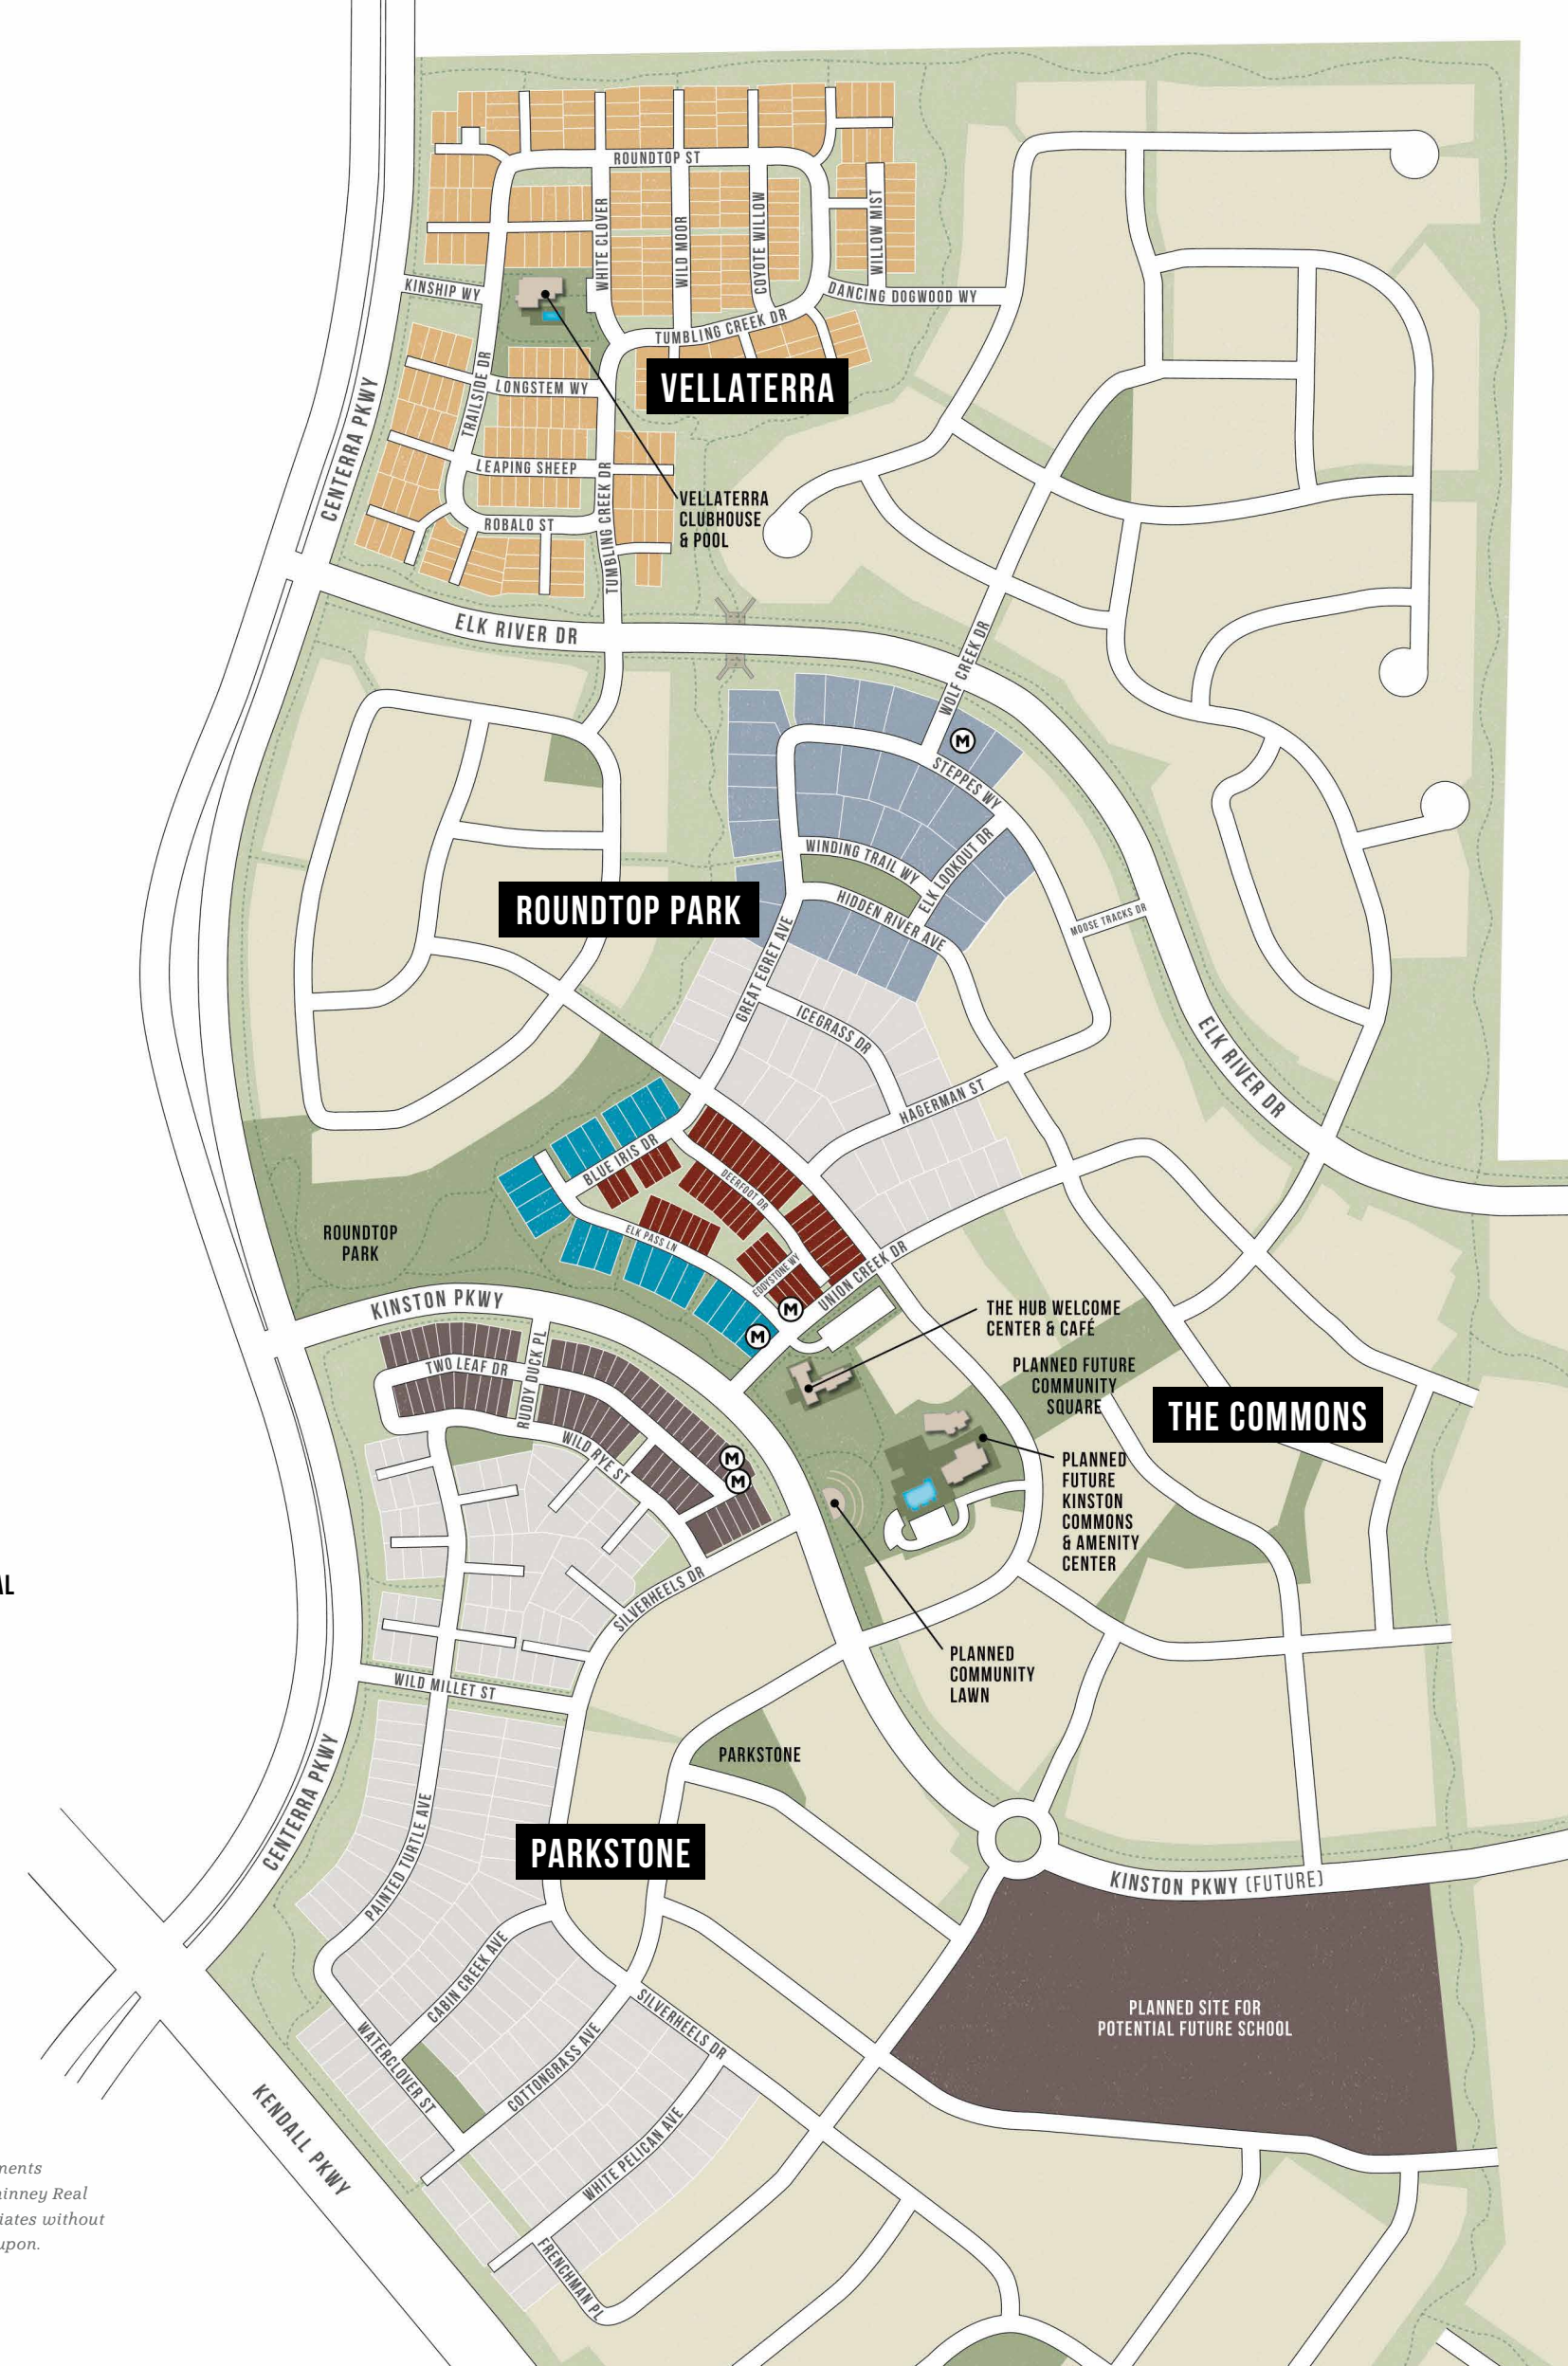 ROUNDTOP ST
WHITE CLOVER
WILD MOOR
COYOTE WILLOW
WILLOW MIST
KINSHIP WY
DANCING DOGWOOD WY
TUMBLING CREEK DR
TRAILSIDE DR
LONGSTEM WY
VELLATERRA
CENTERRA PKWY
LEAPING SHEEP
VELLATERRA
CLUBHOUSE
& POOL
ROBALO ST
TUMBLING CREEK DR
ELK RIVER DR
WOLF CREEK DR
M
STEPPES WY
WINDING TRAIL WY
ELK LOOKOUT DR
ROUNDTOP PARK
HIDDEN RIVER AVE
MOOSE TRACKS DR
GREAT EGRET AVE
ICEGRASS DR
ELK RIVER DR
HAGERMAN ST
BLUE IRIS DR
DEERFOOT DR
ROUNDTOP
PARK
ELK PASS LN
EDDYSTONE WY
UNION CREEK DR
KINSTON PKWY
M
M
THE HUB WELCOME
CENTER & CAFÉ
TWO LEAF DR
RUDDY DUCK PL
PLANNED FUTURE
COMMUNITY
SQUARE
THE COMMONS
WILD RYE ST
M
M
PLANNED
FUTURE
KINSTON
COMMONS
& AMENITY
CENTER
AL
SILVERHEELS DR
PLANNED
COMMUNITY
LAWN
WILD MILLET ST
PARKSTONE
CENTERRA PKWY
PAINTED TURTLE AVE
PARKSTONE
KINSTON PKWY (FUTURE)
CABIN CREEK AVE
SILVERHEELS DR
PLANNED SITE FOR
POTENTIAL FUTURE SCHOOL
WATERCLOVER ST
COTTONGRASS AVE
KENDALL PKWY
WHITE PELICAN AVE
FRENCHMAN PL
nents
inney Real
iates without
upon.